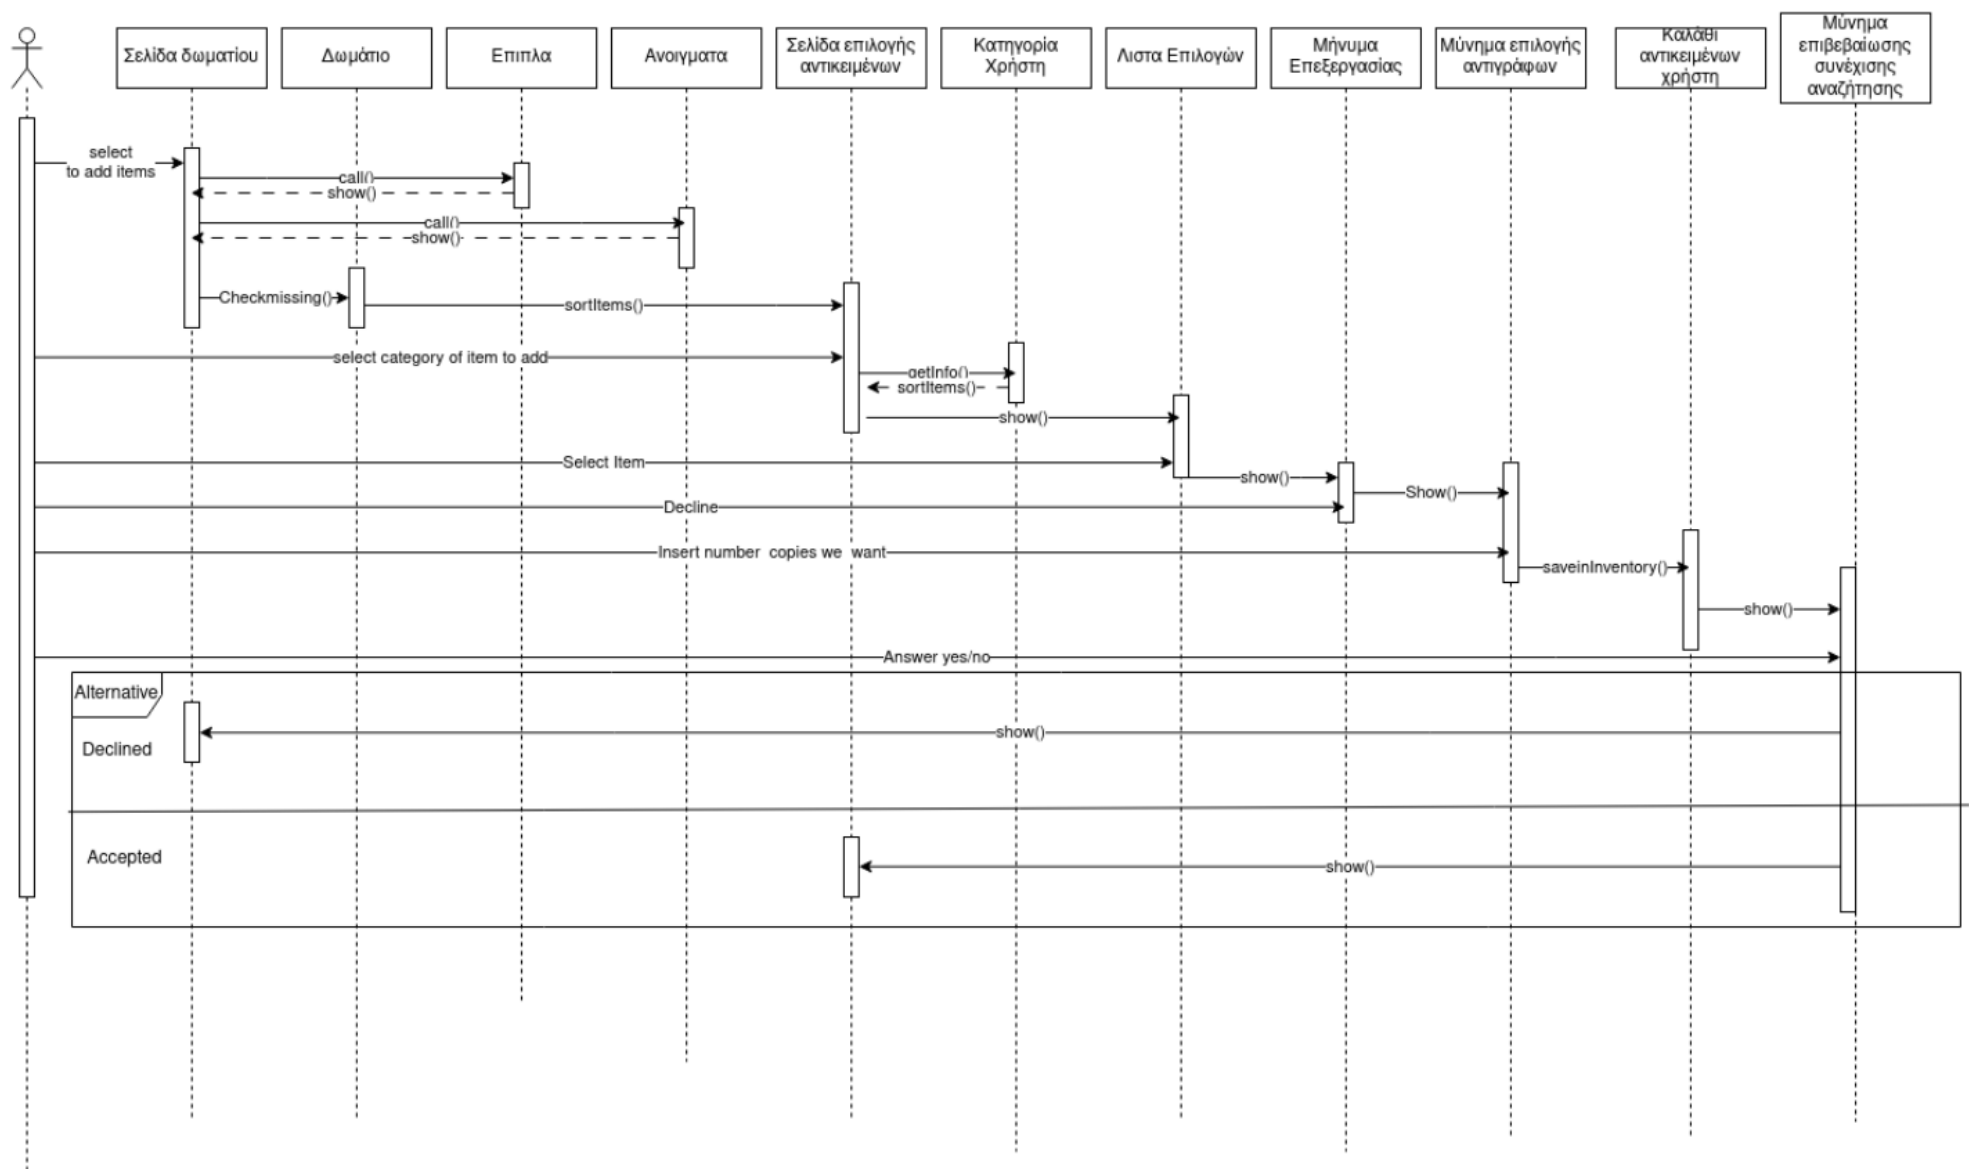 Σελίδα δωματίου
Δωμάτιο
Επιπλα
Ανοιγματα
Σελίδα επιλογής
αντικειμένων
Κατηγορία
Χρήστη
Λιστα Επιλογών
Μήνυμα
Επεξεργασίας
Μύνημα επιλογής
αντιγράφων
Καλάθι
αντικειμένων
χρήστη
Μύνημα
επιβεβαίωσης
συνέχισης
αναζήτησης
select
to add items
call()
show()
call()
show()
Checkmissing()
sortItems()
select category of item to add
getInfo()
sortItems()
show()
Select Item
show()
Show()
Decline
Insert number copies we want
saveinInventory()
show()
Answer yes/no
Alternative
show()
Declined
Accepted
show()